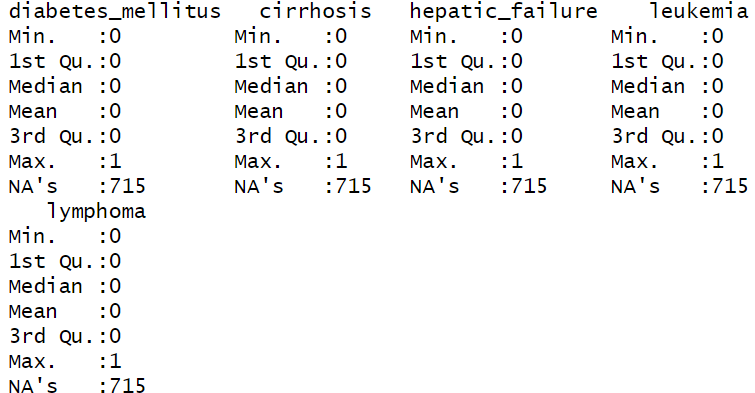 diabetes_mellitus   cirrhosis   hepatic_failure    leukemia
Min.   :0         Min.   :0     Min.   :0       Min.   :0
1st Qu.:0         1st Qu.:0     1st Qu.:0       1st Qu.:0
Median :0         Median :0     Median :0       Median :0
Mean   :0         Mean   :0     Mean   :0       Mean   :0
3rd Qu.:0         3rd Qu.:0     3rd Qu.:0       3rd Qu.:0
Max.   :1         Max.   :1     Max.   :1       Max.   :1
NA's   :715       NA's   :715   NA's   :715     NA's   :715
   lymphoma
Min.   :0
1st Qu.:0
Median :0
Mean   :0
3rd Qu.:0
Max.   :1
NA's   :715